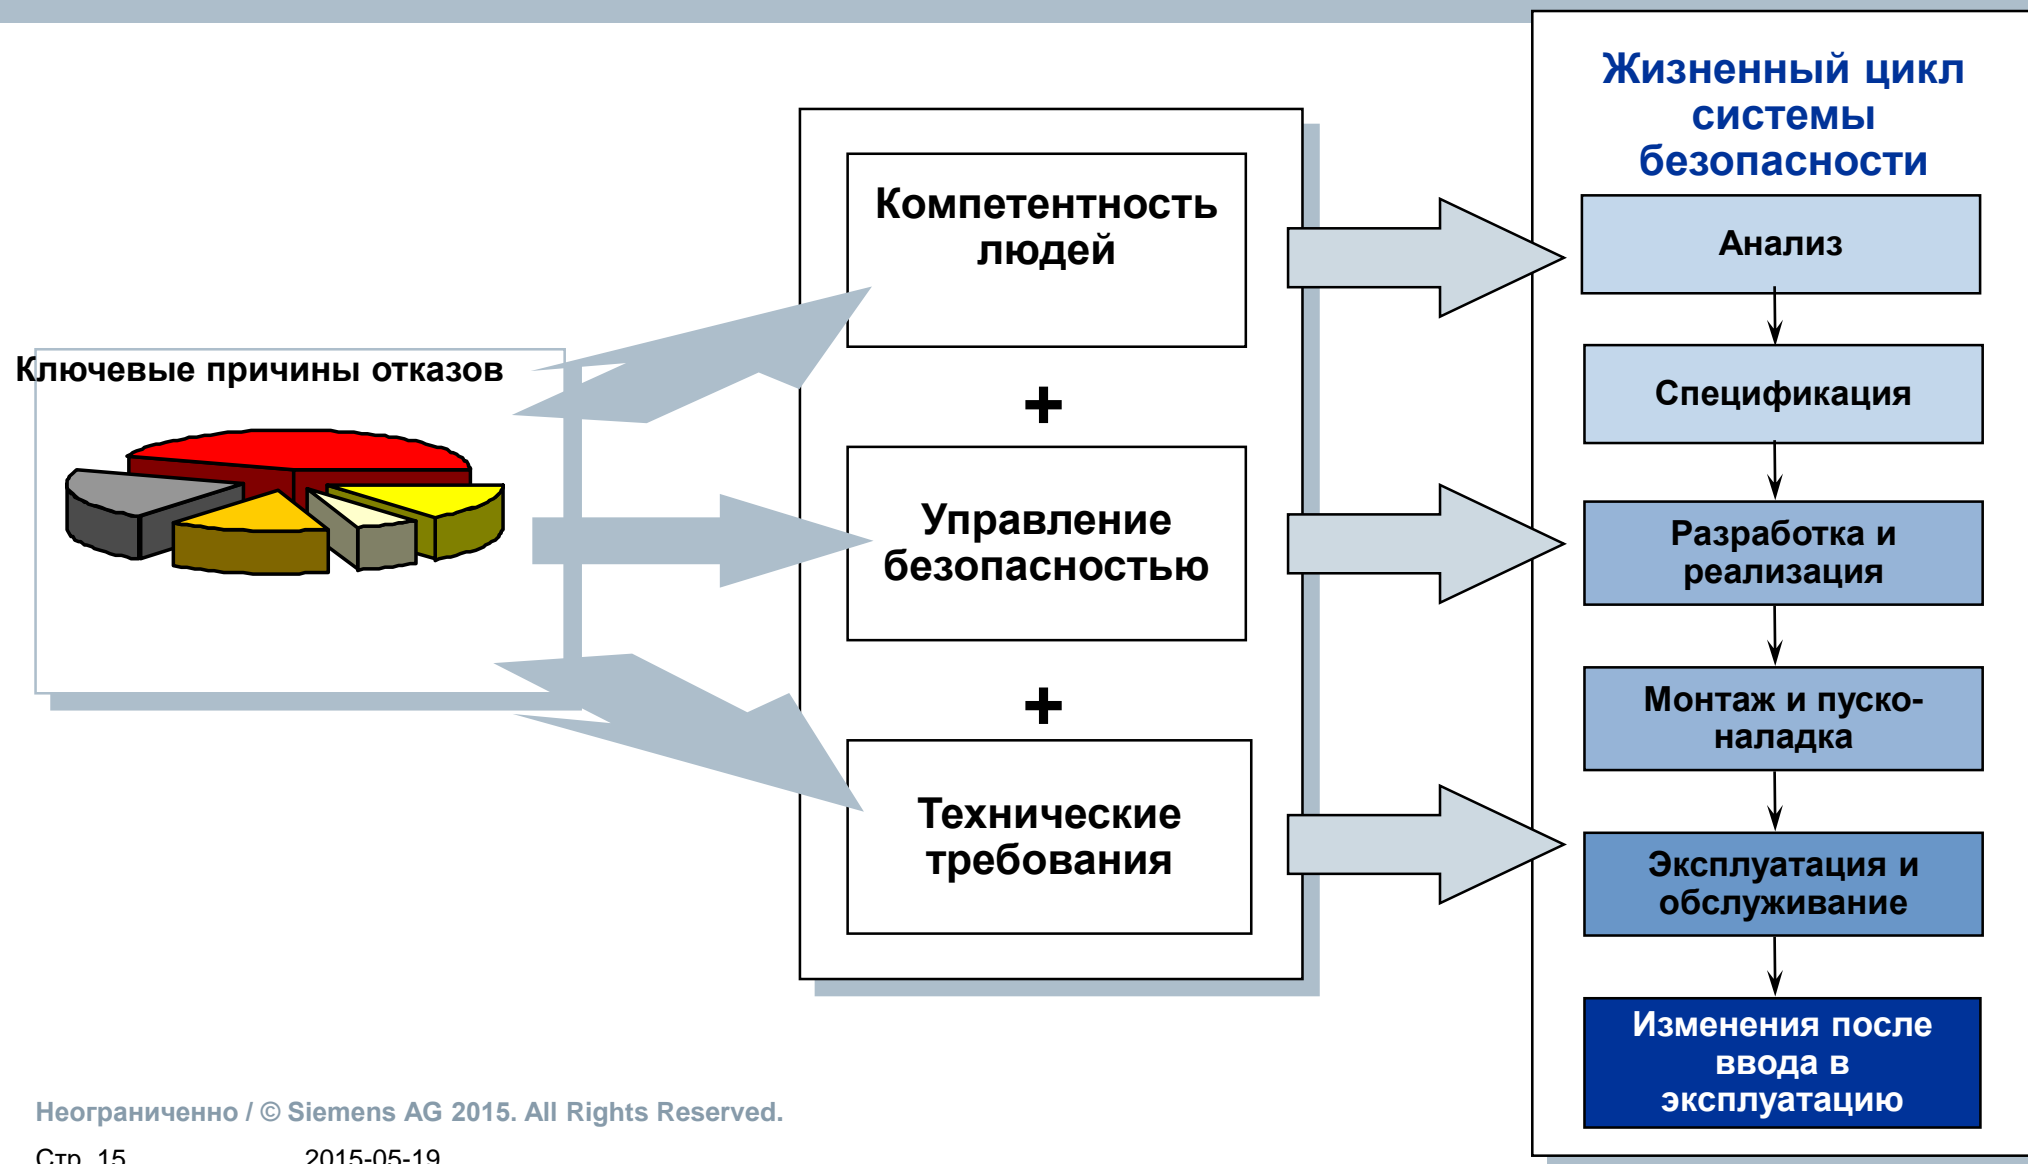 Ключевые причины отказов
Компетентность
людей
+
Управление
безопасностью
+
Технические
требования
Жизненный цикл
системы
безопасности
Анализ
Спецификация
Разработка и
реализация
Монтаж и пуско-
наладка
Эксплуатация и
обслуживание
Изменения после
ввода в
эксплуатацию
Неограниченно / © Siemens AG 2015. All Rights Reserved.
Стр. 15 2015-05-19